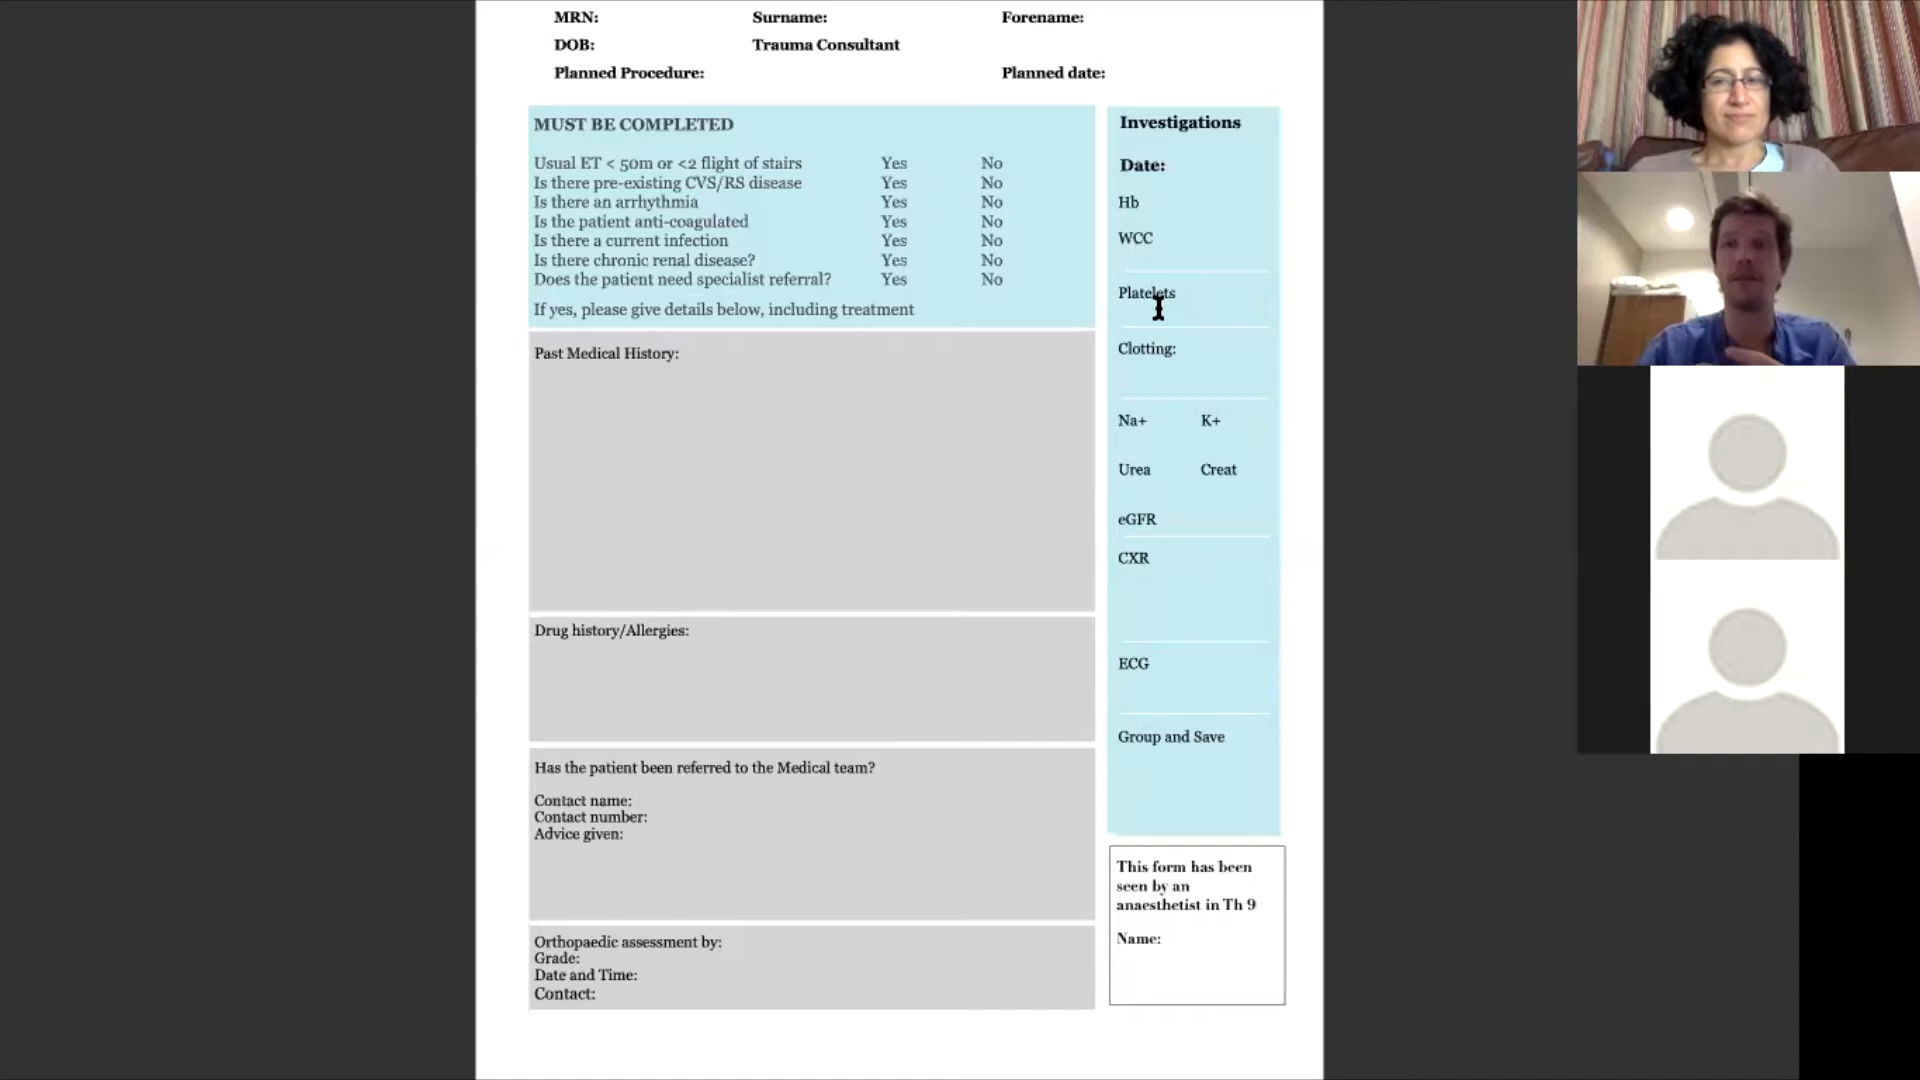 MRN: Surname: Forename:
DOB: Trauma Consultant
Planned Procedure: Planned date:
MUST BE COMPLETED
Usual ET < 50m or <2 flight of stairs Yes No
Is there pre-existing CVS/RS disease Yes No
Is there an arrhythmia Yes No
Is the patient anti-coagulated Yes No
Is there a current infection Yes No
Is there chronic renal disease? Yes No
Does the patient need specialist referral? Yes No
If yes, please give details below, including treatment
Past Medical History:
Drug history/Allergies:
Has the patient been referred to the Medical team?
Contact name:
Contact number:
Advice given:
Orthopaedic assessment by:
Grade:
Date and Time:
Contact:
Investigations
Date:
Hb
WCC
Platelets
Clotting:
Na+ K+
Urea Creat
eGFR
CXR
ECG
Group and Save
This form has been
seen by an
anaesthetist in Th 9
Name: